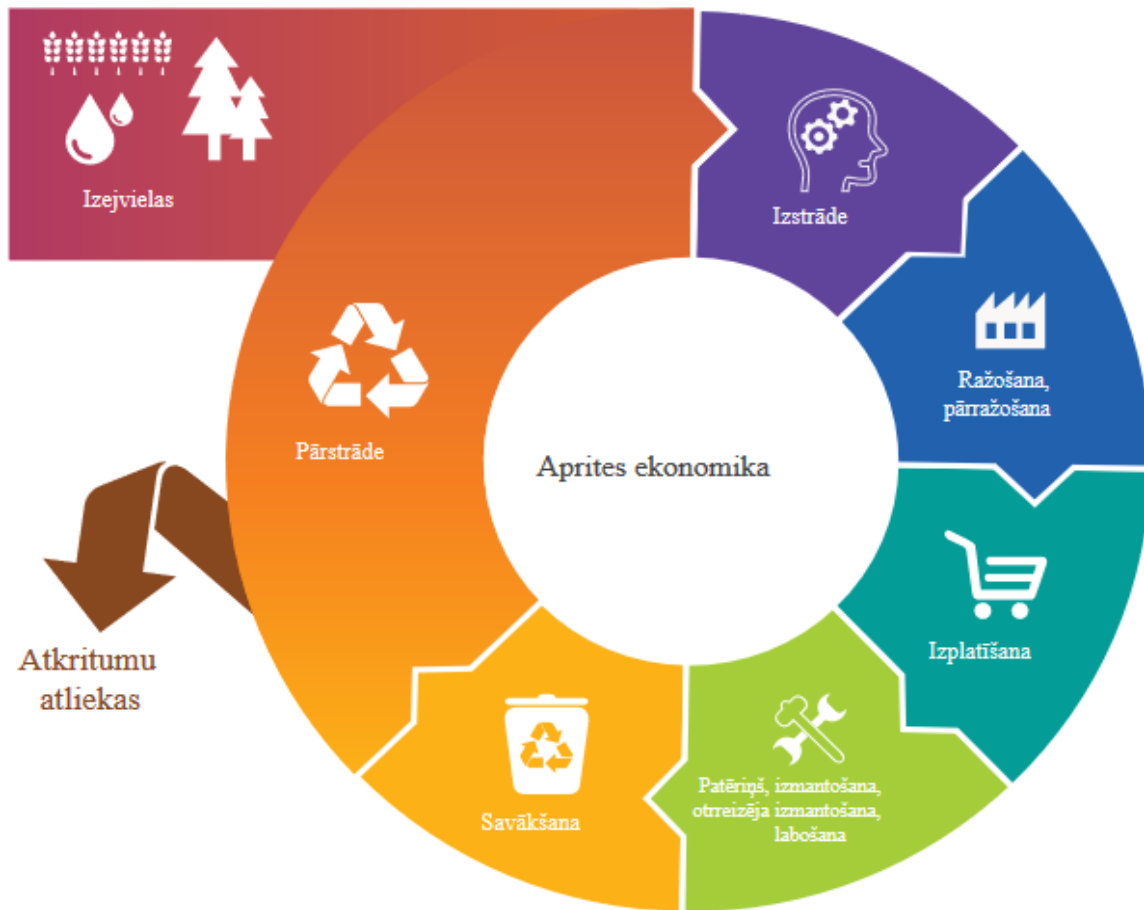 Izejvielas
Izstrāde
Ražošana,
pārražošana
Izplatīšana
Patēriņš, izmantošana,
otrreizēja izmantošana,
labošana
Savākšana
Pārstrāde
Aprites ekonomika
Atkritumu
atliekas